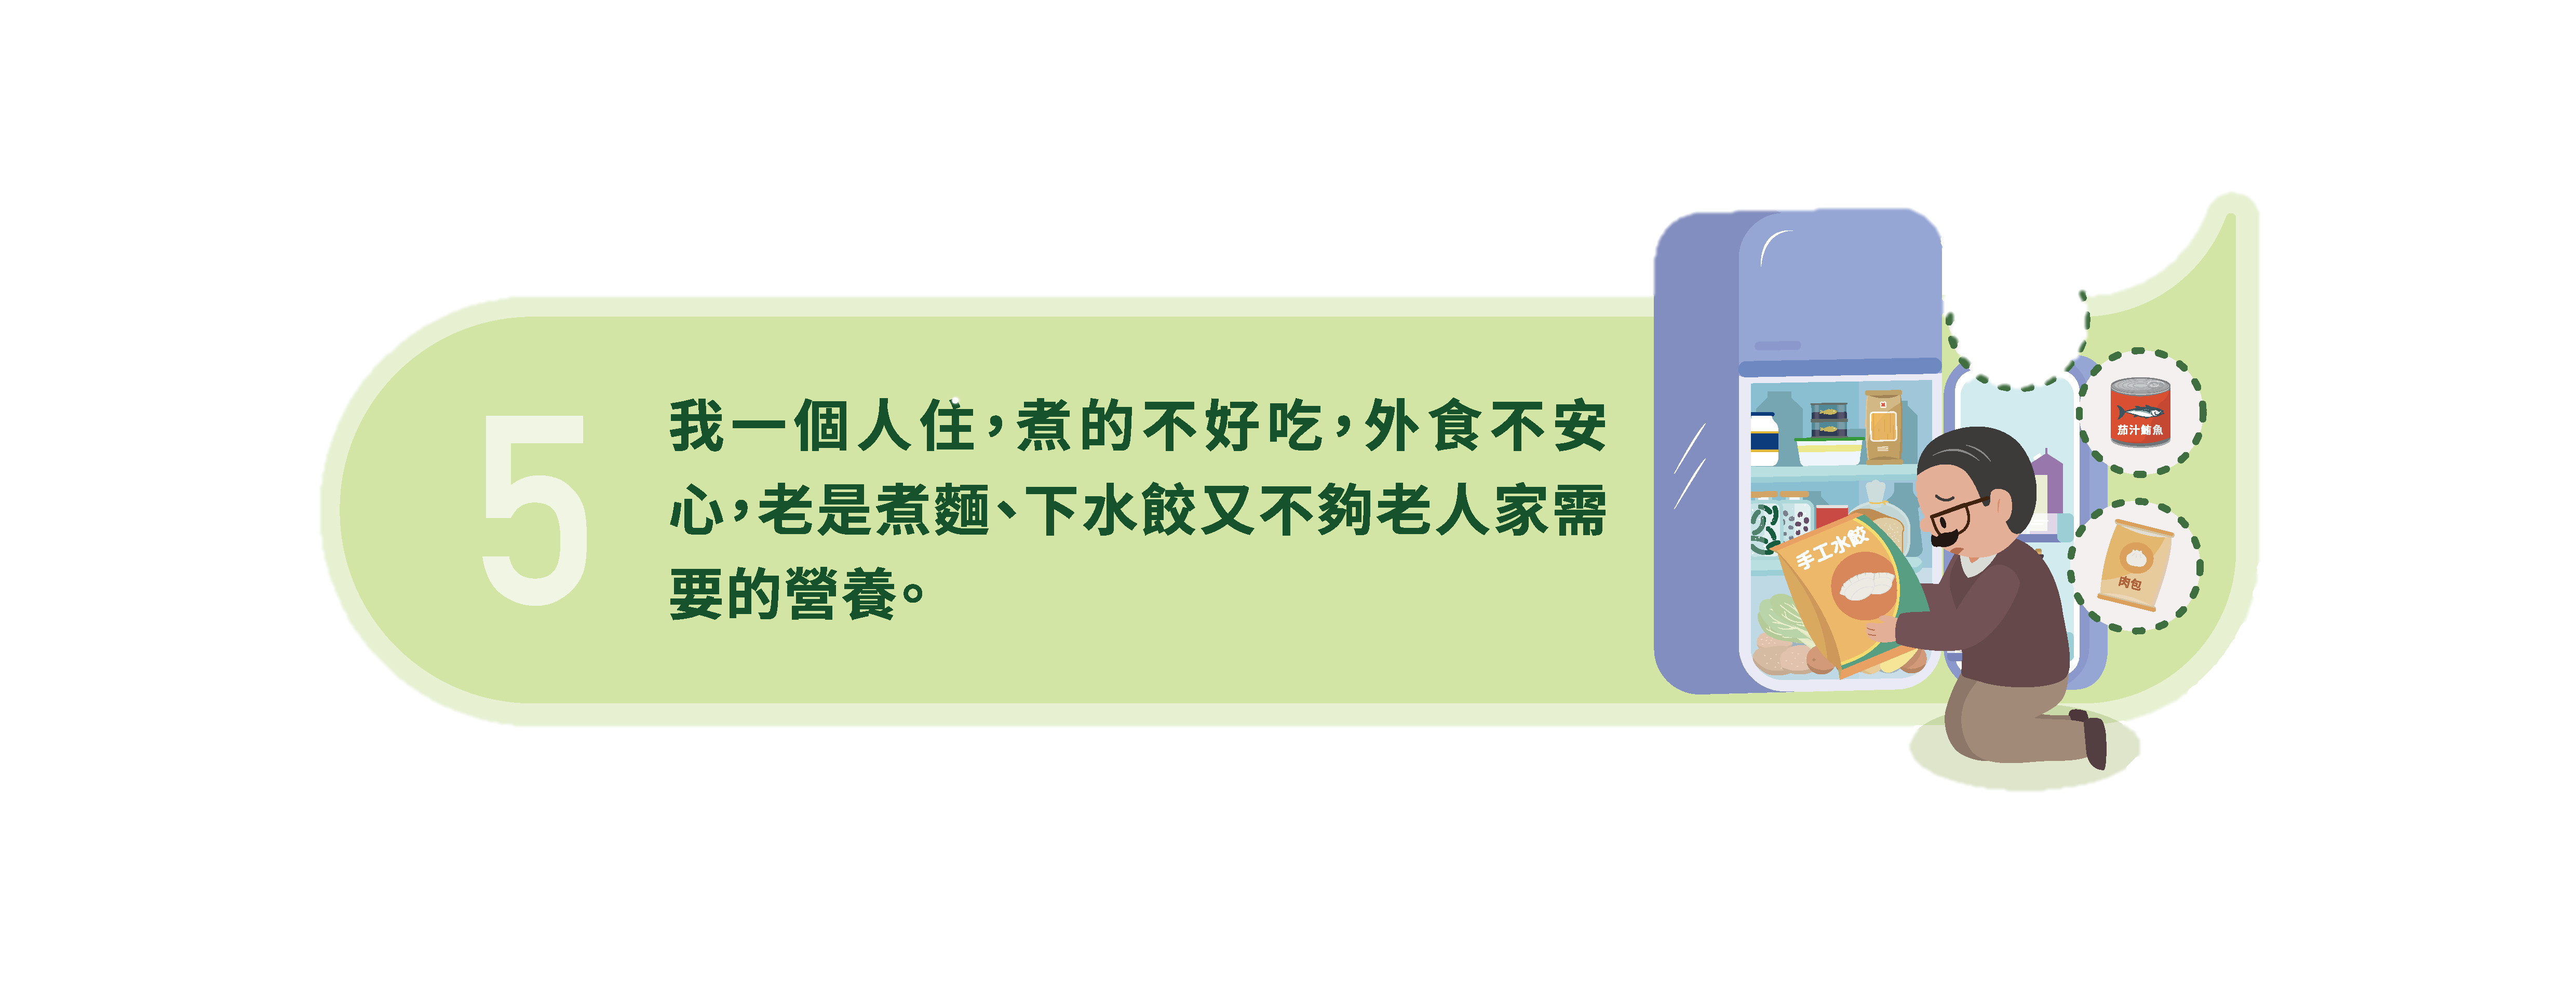 5
我一個人住，煮的不好吃，外食不安
心，老是煮麵、下水餃又不夠老人家需
要的營養。
手工水餃
茄汁鯖魚
肉包